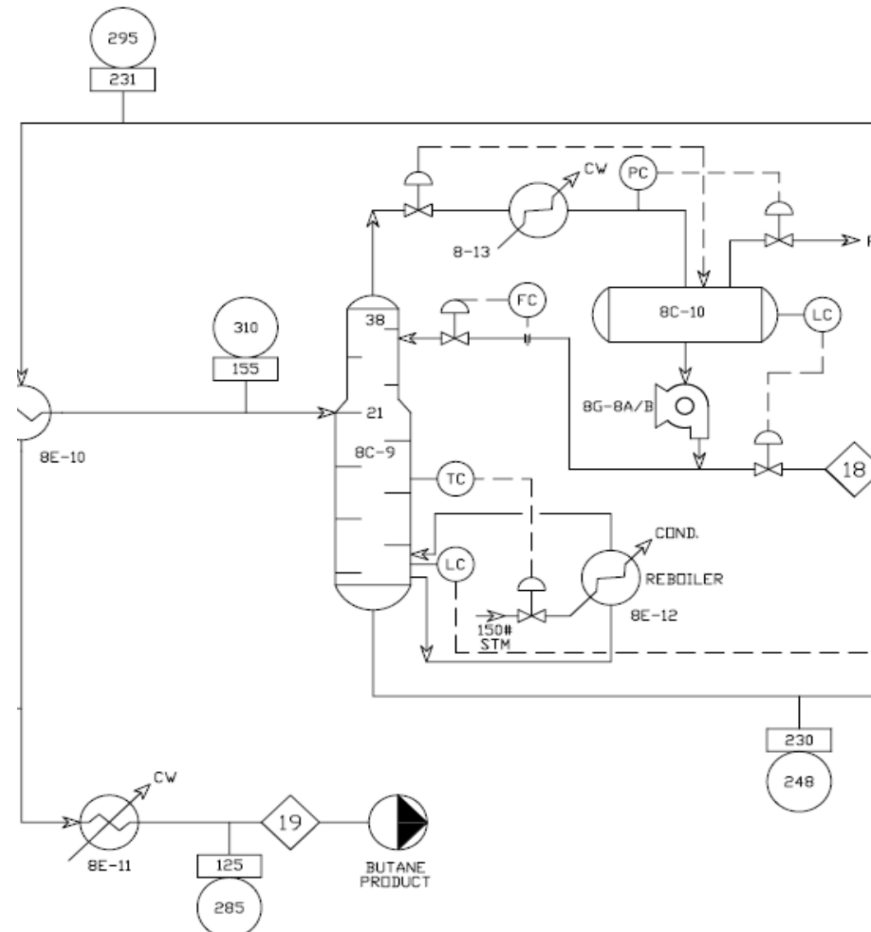 295
231
CW
PC
8-13
310
155
38
FC
8C-10
LC
21
8G-8A/B
8E-10
8C-9
18
TC
COND.
LC
REBOILER
8E-12
150#
STM
230
248
CW
19
8E-11
125
BUTANE
PRODUCT
285